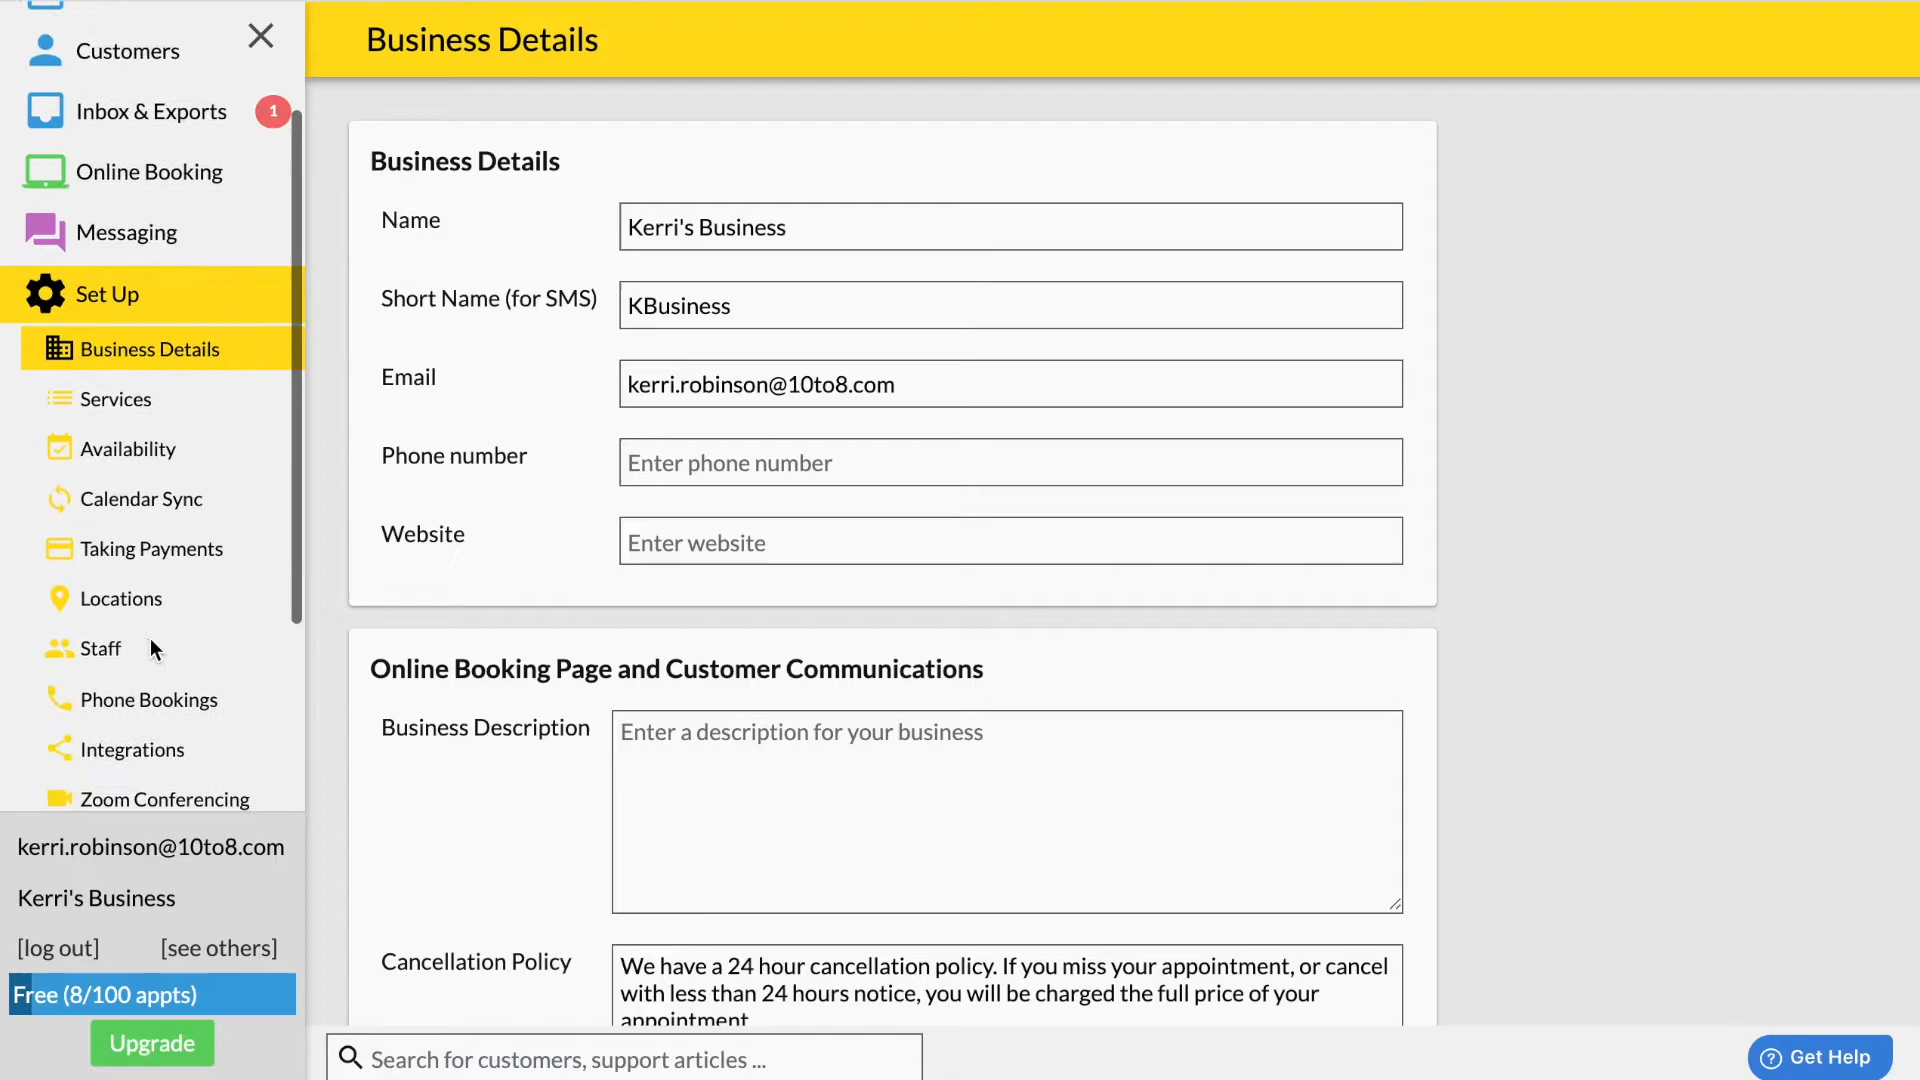 Customers
Inbox & Exports
1
Online Booking
Messaging
Set Up
Business Details
Services
Availability
Calendar Sync
Taking Payments
Locations
Staff
Phone Bookings
Integrations
Zoom Conferencing
kerri.robinson@10to8.com
Kerri's Business
[log out]
[see others]
Free (8/100 appts)
Upgrade
Business Details
Business Details
Name
Kerri's Business
Short Name (for SMS)
KBusiness
Email
kerri.robinson@10to8.com
Phone number
Enter phone number
Website
Enter website
Online Booking Page and Customer Communications
Business Description
Enter a description for your business
Cancellation Policy
We have a 24 hour cancellation policy. If you miss your appointment, or cancel
with less than 24 hours notice, you will be charged the full price of your
appointment
Search for customers, support articles ...
Get Help